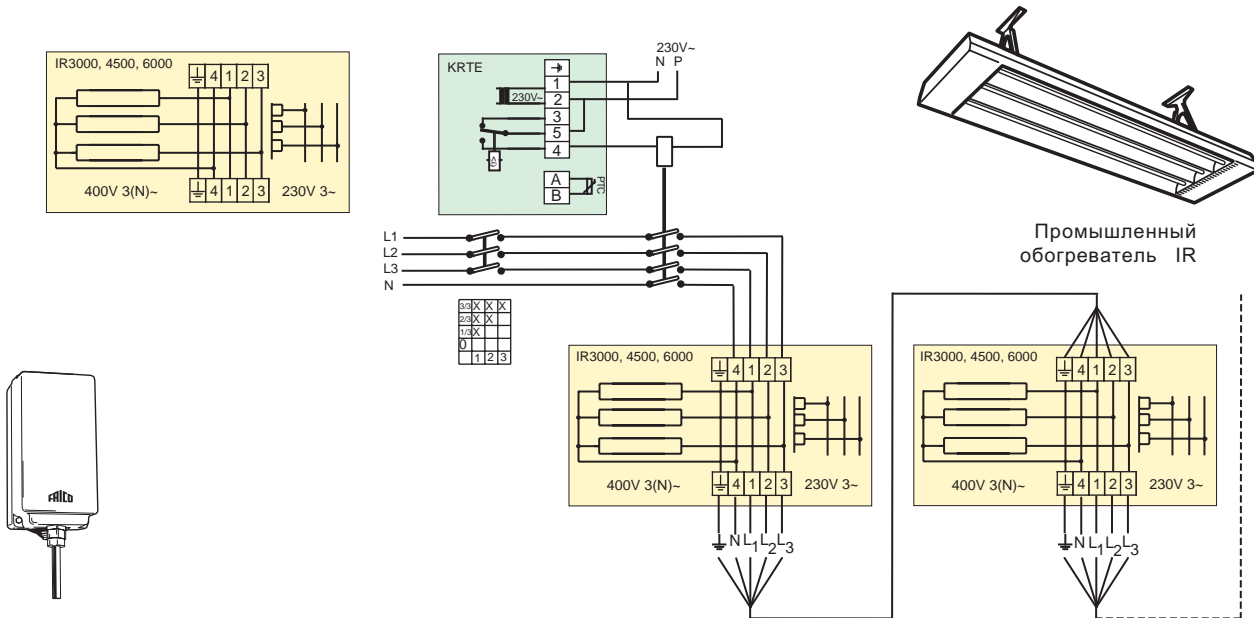 IR3000, 4500, 6000
4 1 2 3
400V 3(N)~
4 1 2 3
230V 3~
KRTE
230V~
1
2
3
5
4
A
B
PTC
230V~
N P
Промышленный
обогреватель IR
L1
L2
L3
N
3/3 X X X
2/3 X X
1/3 X
0
1 2 3
FRICO
IR3000, 4500, 6000
4 1 2 3
400V 3(N)~
4 1 2 3
230V 3~
N L1 L2 L3
IR3000, 4500, 6000
4 1 2 3
400V 3(N)~
4 1 2 3
230V 3~
N L1 L2 L3